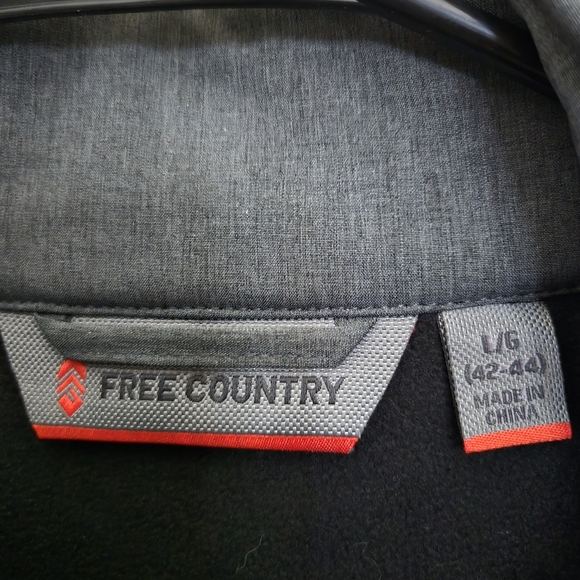 FREE COUNTRY
L/G
(42-44)
MADE IN
CHINA